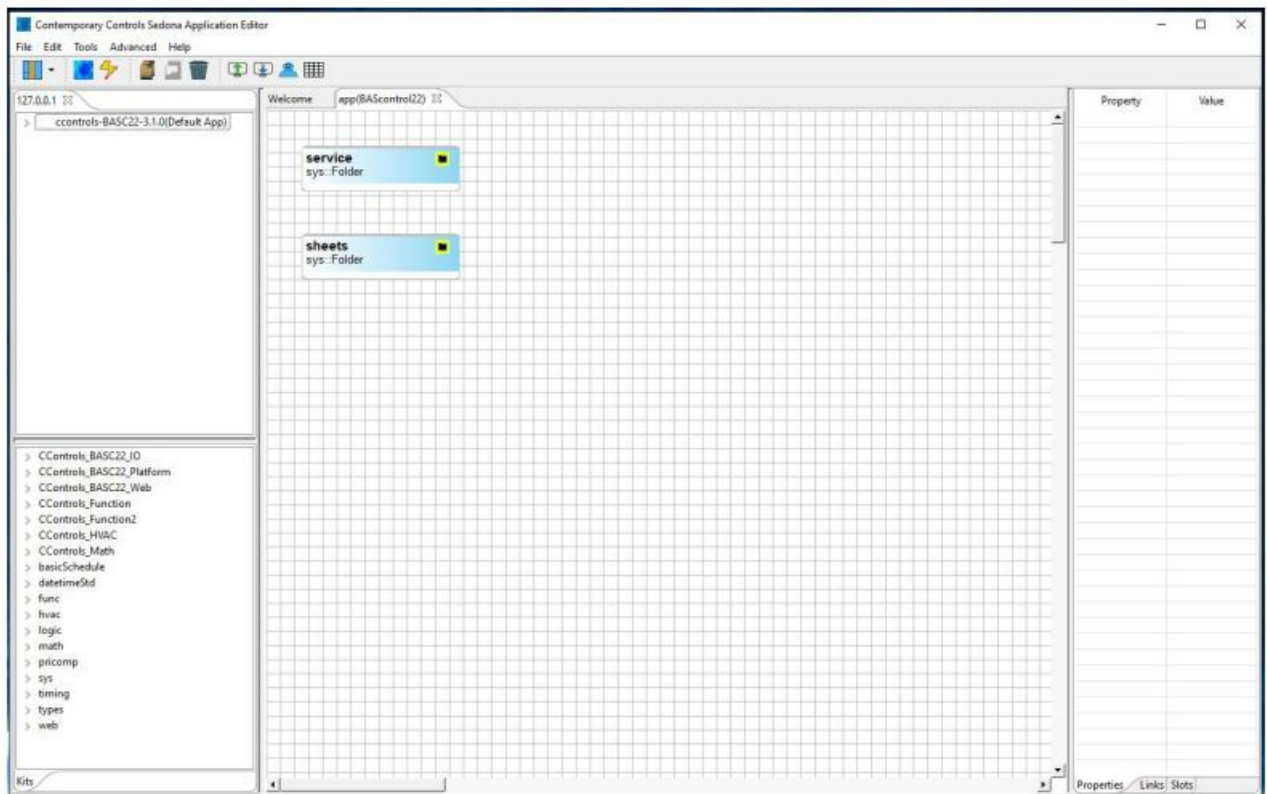 Contemporary Controls Sedona Application Editor
File Edit Tools Advanced Help
127.0.0.1
ccontrols-BASC22-3.1.0(Default App)
Welcome app(BAScontrol22)
Property Value
service
sys::Folder
sheets
sys::Folder
CControls_BASC22_IO
CControls_BASC22_Platform
CControls_BASC22_Web
CControls_Function
CControls_Function2
CControls_HVAC
CControls_Math
basicSchedule
datetimeStd
func
hvac
logic
math
pricomp
sys
timing
types
web
Kits
Properties Links Slots